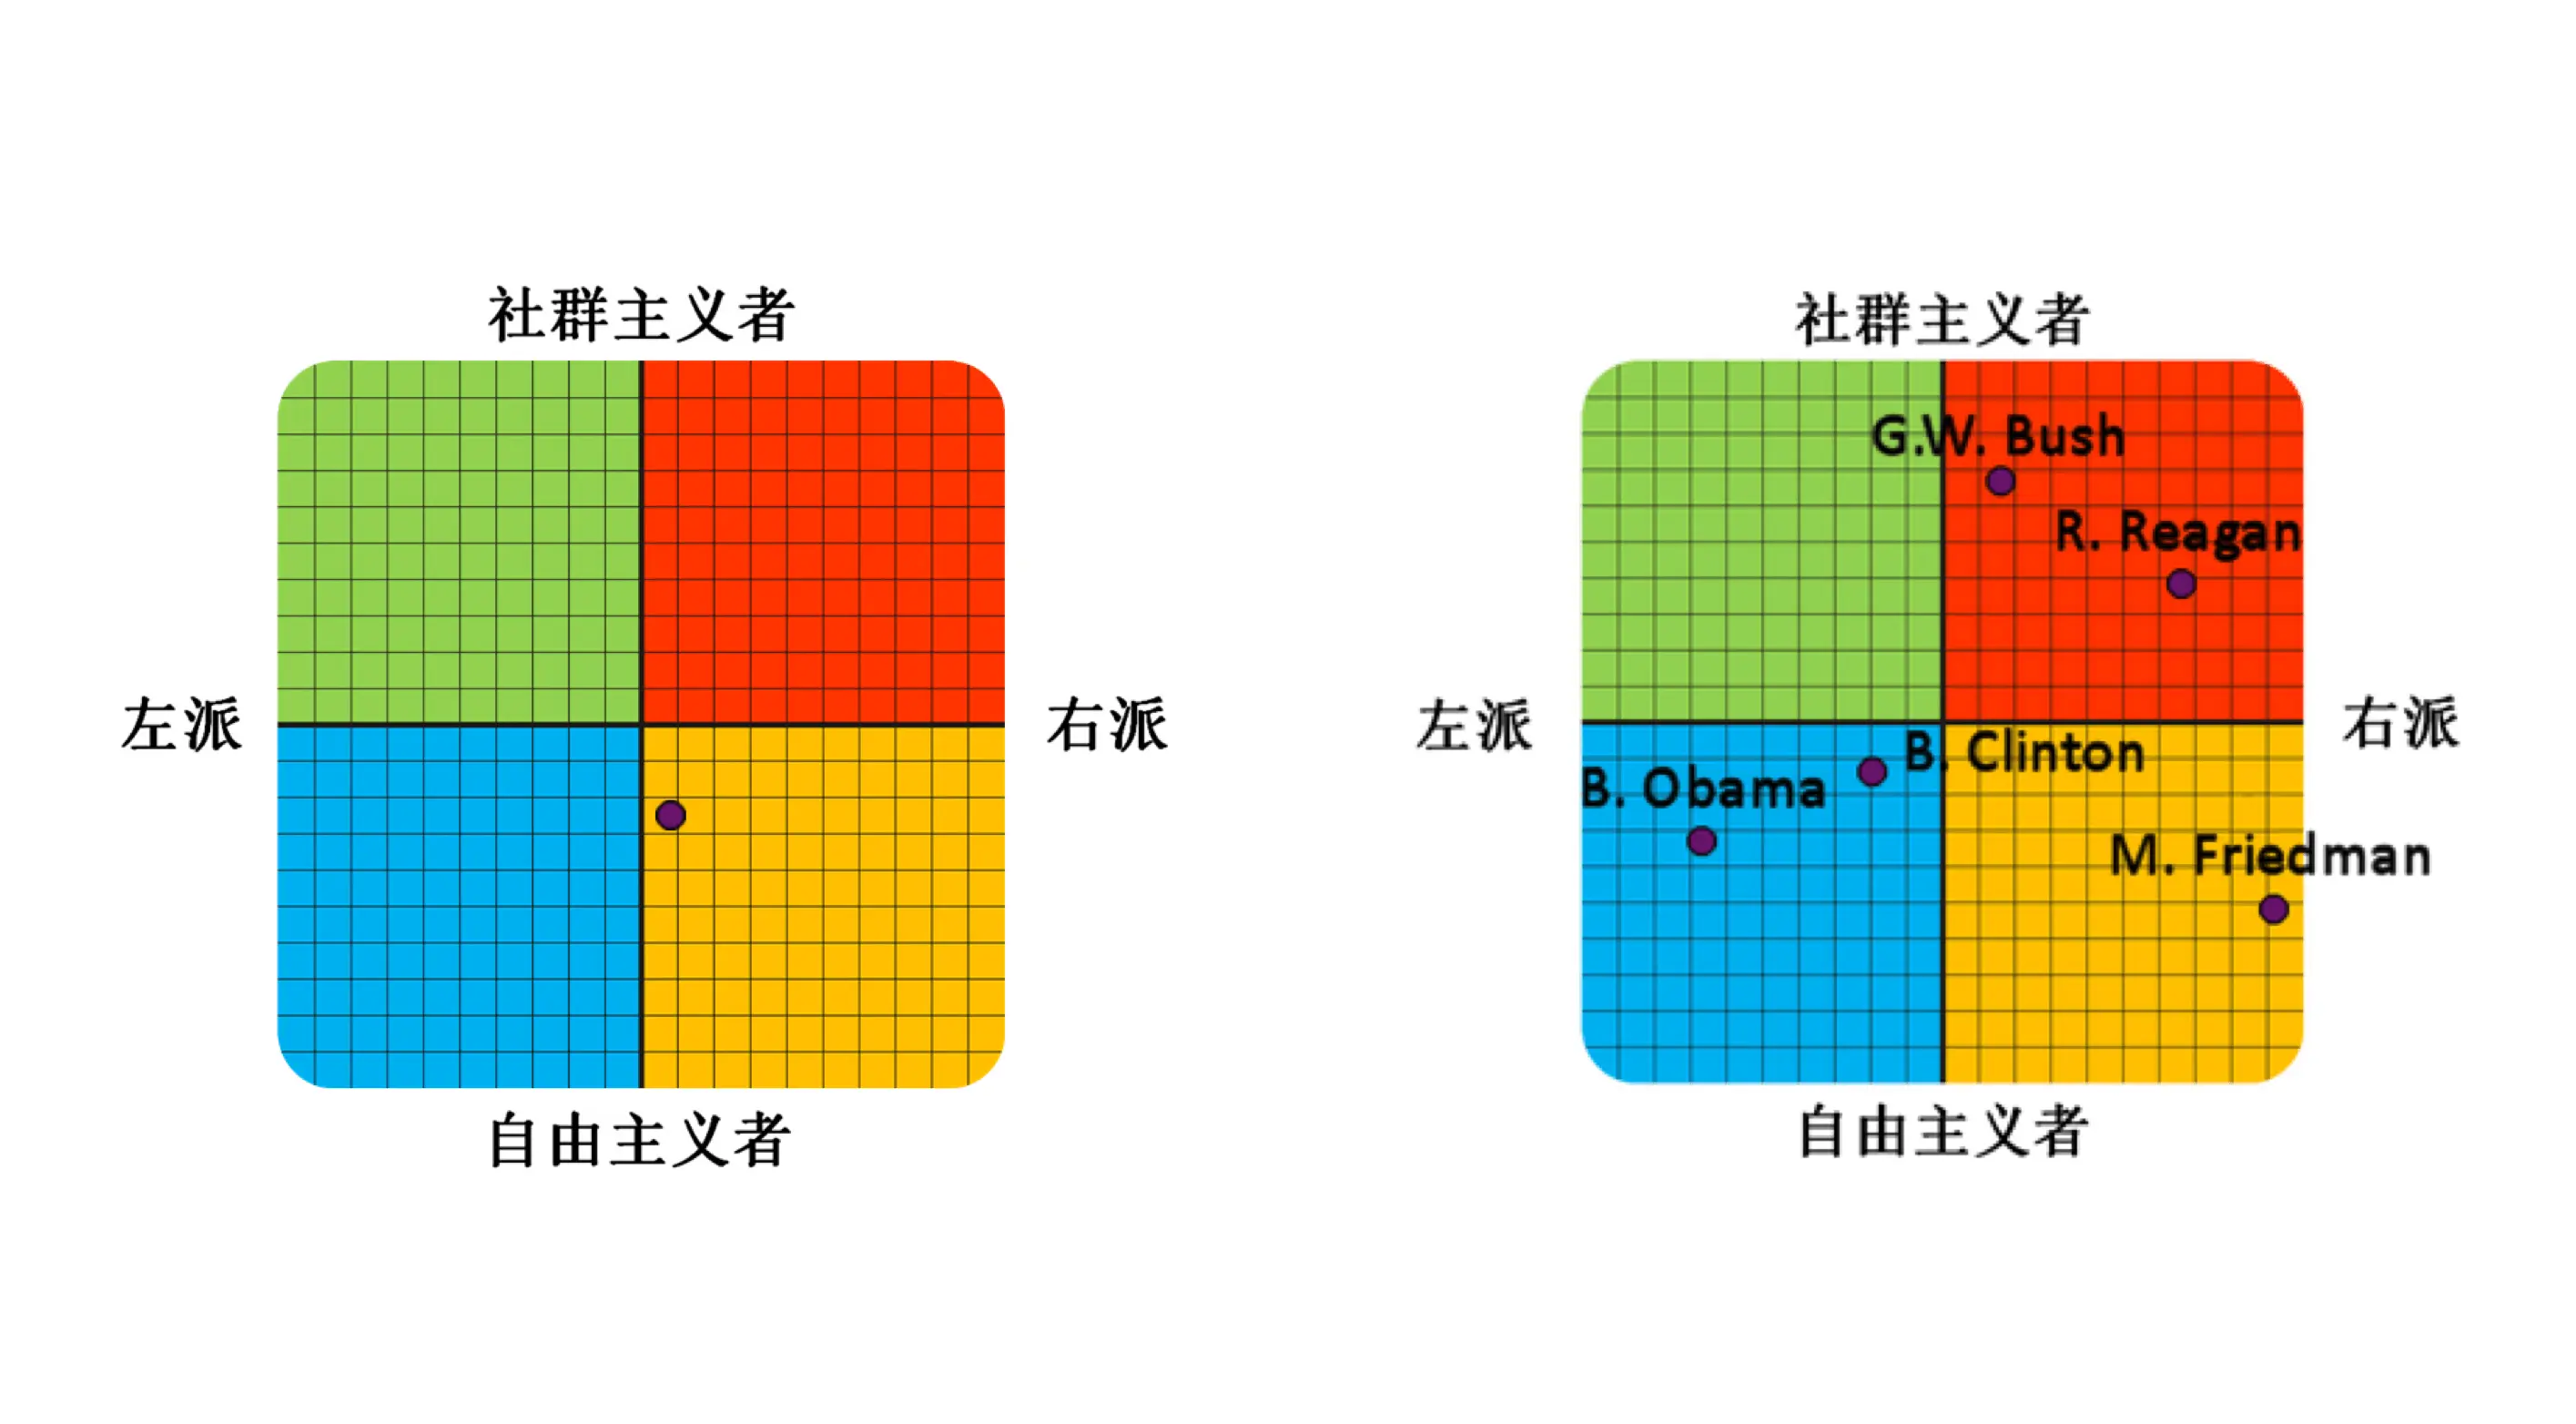 社群主义者
左派
右派
自由主义者
社群主义者
G.W. Bush
R. Reagan
左派
右派
B. Clinton
B. Obama
M. Friedman
自由主义者